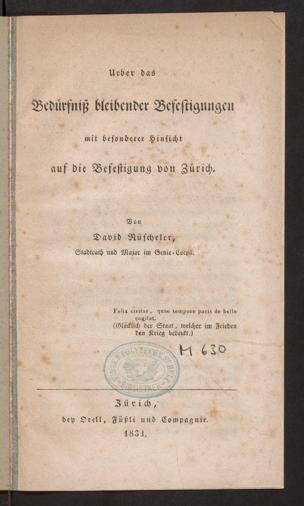 Ueber das
Bedürfniß bleibender Befestigungen
mit besonderer Hinsicht
auf die Befestigung von Zürich.
Von
David Nüscheler,
Stadtrath und Major im Genie-Corps.
Felix civitas, quae tempore pacis de bello
cogitat.
(Glücklich der Staat, welcher im Frieden
den Krieg bedenkt.)
M 630
Zürich,
bey Orell, Füßli und Compagnie.
1831.